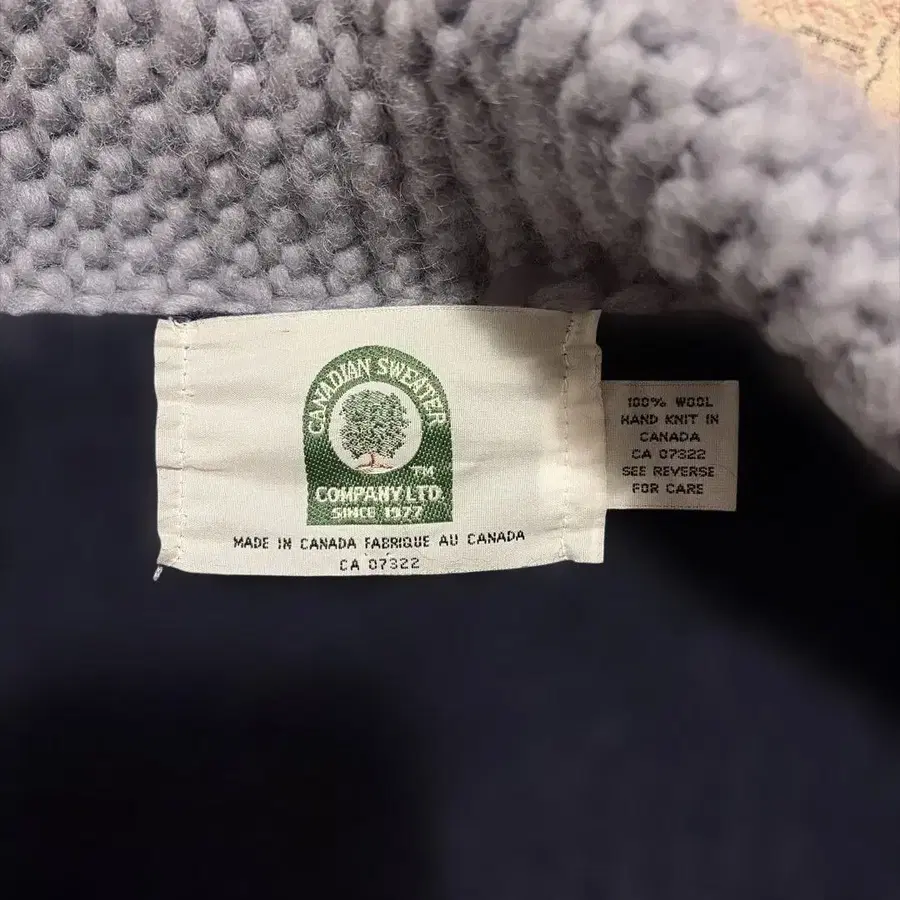 CANADIAN SWEATER
TM
COMPANY LTD.
SINCE 1977
MADE IN CANADA FABRIQUE AU CANADA
CA 07322
100% WOOL
HAND KNIT IN
CANADA
CA 07322
SEE REVERSE
FOR CARE